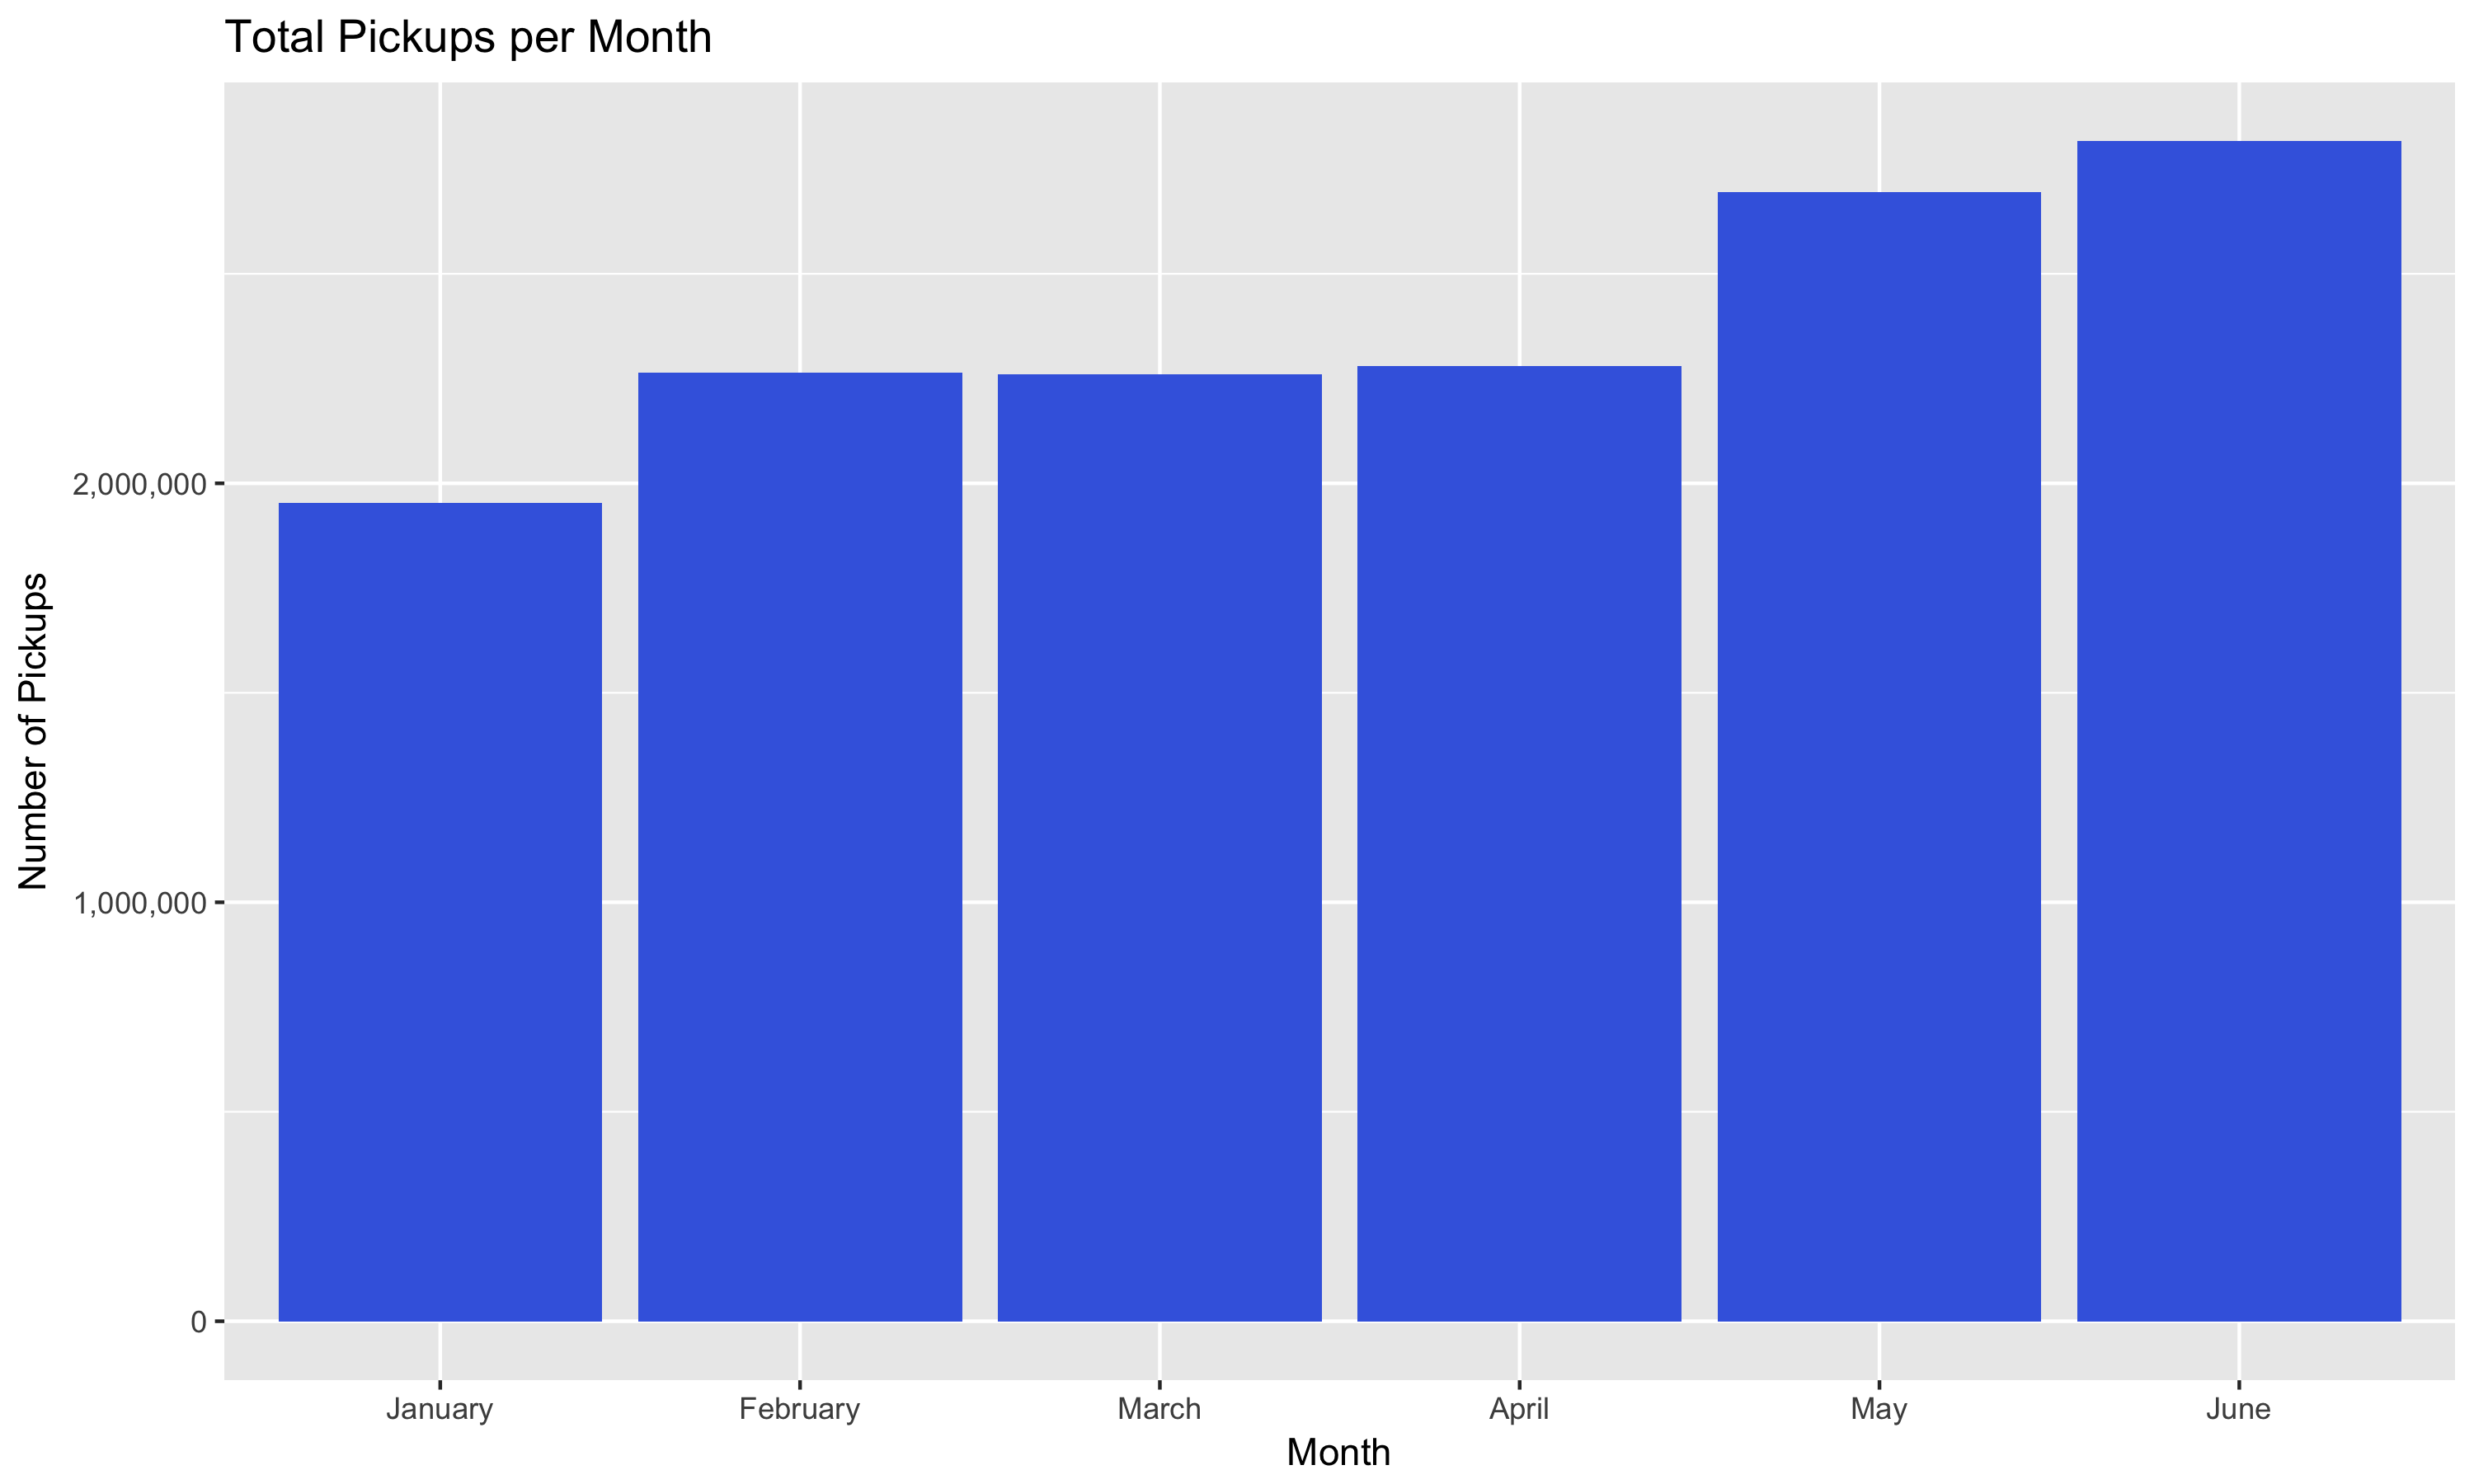 Total Pickups per Month
Number of Pickups
2,000,000
1,000,000
0
January February March April May June
Month